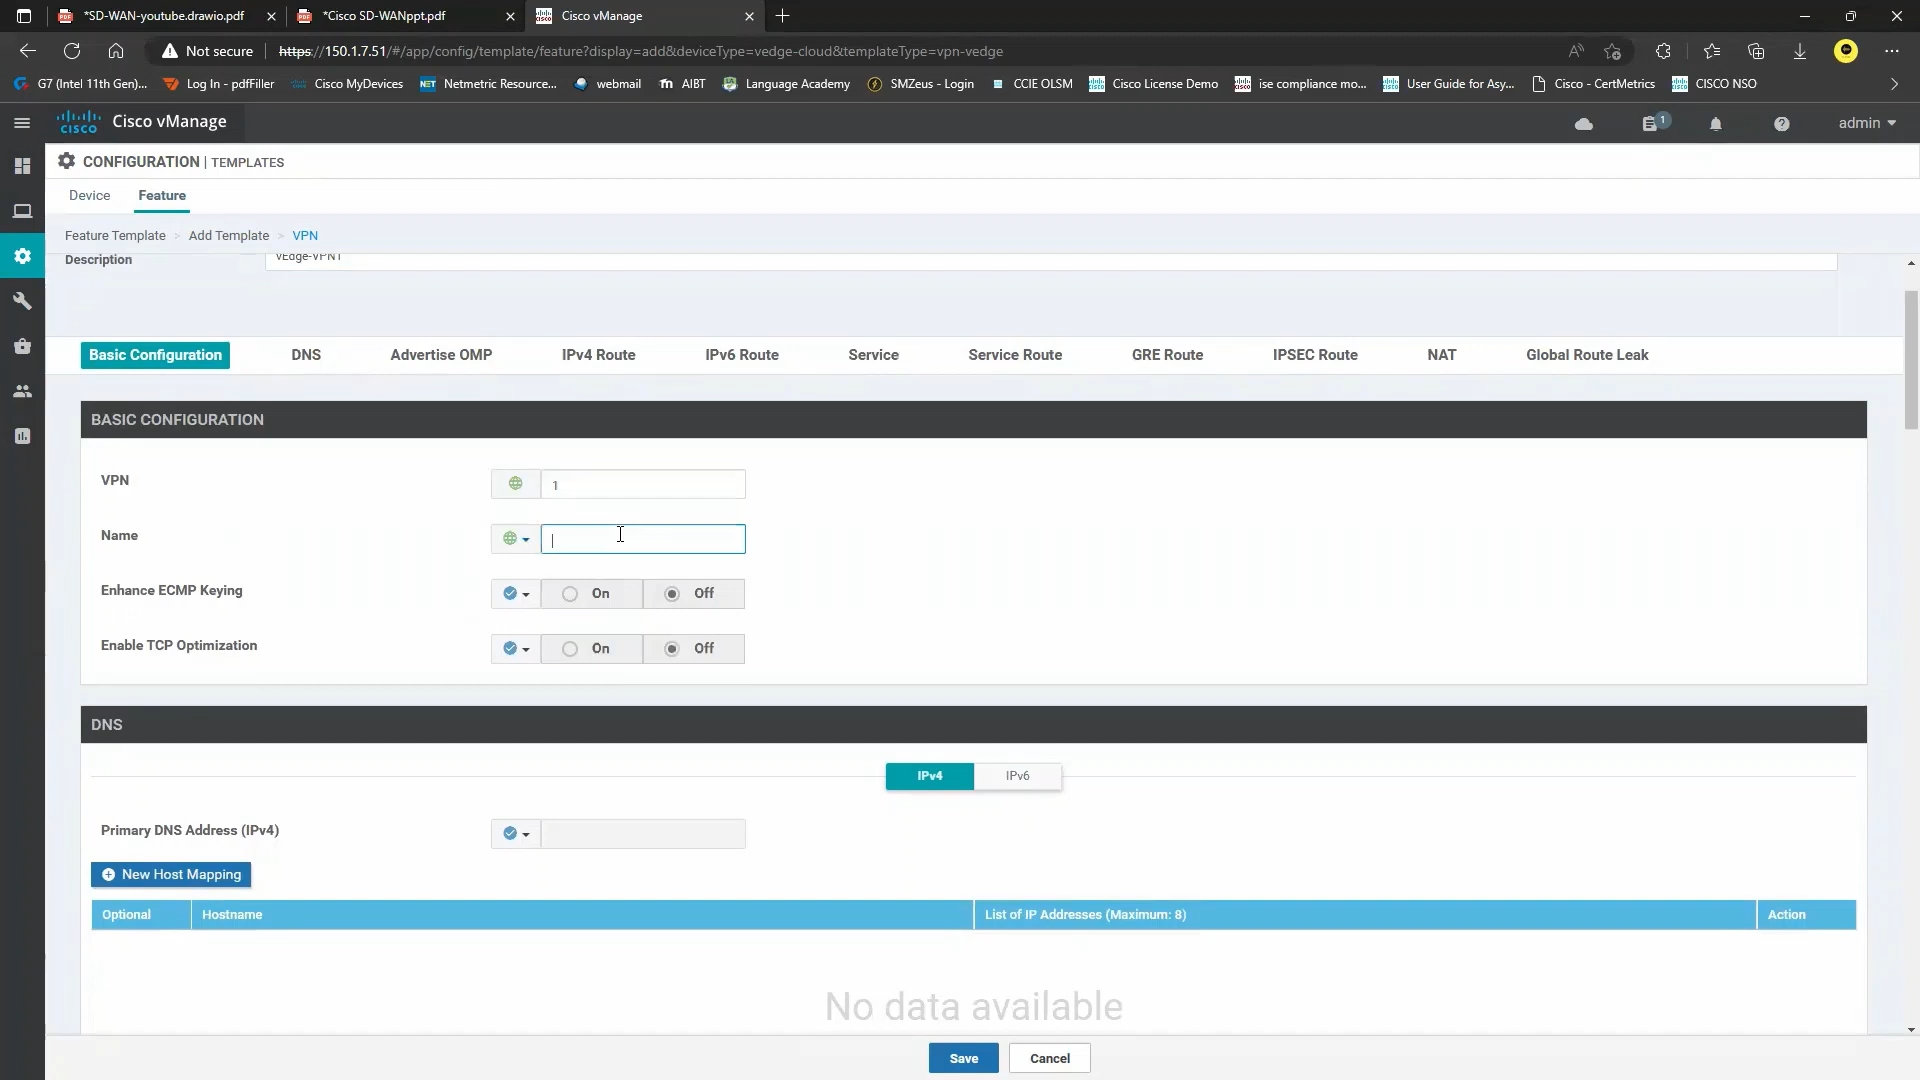 *SD-WAN-youtube.drawio.pdf
*Cisco SD-WANppt.pdf
Cisco vManage
Not secure
https://150.1.7.51/#/app/config/template/feature?display=add&deviceType=vedge-cloud&templateType=vpn-vedge
G7 (Intel 11th Gen)...
Log In - pdfFiller
Cisco MyDevices
NET
Netmetric Resource...
webmail
AIBT
Language Academy
SMZeus - Login
CCIE OLSM
Cisco License Demo
ise compliance mo...
User Guide for Asy...
Cisco - CertMetrics
CISCO NSO
CISCO
Cisco vManage
1
admin
CONFIGURATION | TEMPLATES
Device
Feature
Feature Template > Add Template > VPN
Description
vEdge-VPN1
Basic Configuration
DNS
Advertise OMP
IPv4 Route
IPv6 Route
Service
Service Route
GRE Route
IPSEC Route
NAT
Global Route Leak
BASIC CONFIGURATION
VPN
1
Name
Enhance ECMP Keying
On
Off
Enable TCP Optimization
On
Off
DNS
IPv4
IPv6
Primary DNS Address (IPv4)
New Host Mapping
Optional
Hostname
List of IP Addresses (Maximum: 8)
Action
No data available
Save
Cancel